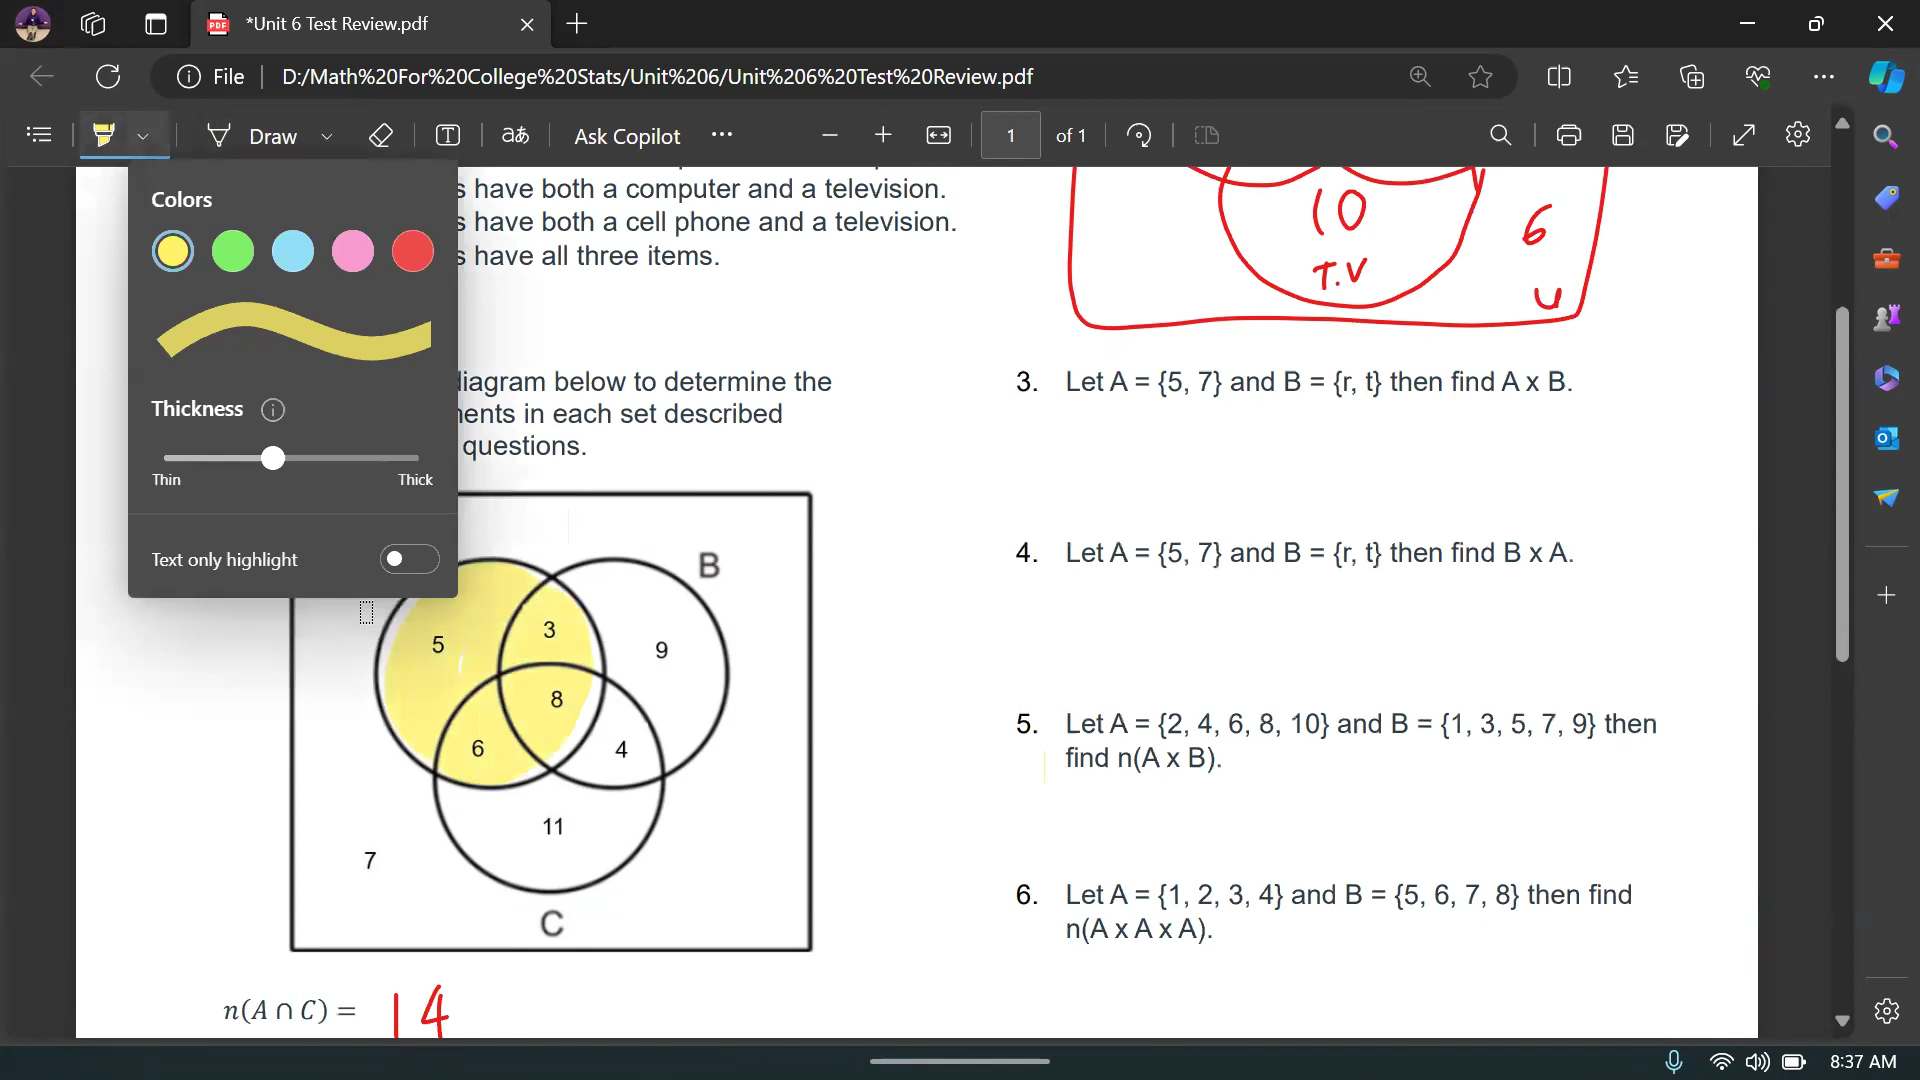 *Unit 6 Test Review.pdf
File
D:/Math%20For%20College%20Stats/Unit%206/Unit%206%20Test%20Review.pdf
Draw
Ask Copilot
1
of 1
Colors
Thickness
Thin
Thick
Text only highlight
s have both a computer and a television.
s have both a cell phone and a television.
s have all three items.
diagram below to determine the
ments in each set described
questions.
B
5
3
9
8
6
4
11
7
C
n(A ∩ C) = 14
10
T.V
6
U
3. Let A = {5, 7} and B = {r, t} then find A x B.
4. Let A = {5, 7} and B = {r, t} then find B x A.
5. Let A = {2, 4, 6, 8, 10} and B = {1, 3, 5, 7, 9} then
find n(A x B).
6. Let A = {1, 2, 3, 4} and B = {5, 6, 7, 8} then find
n(A x A x A).
8:37 AM